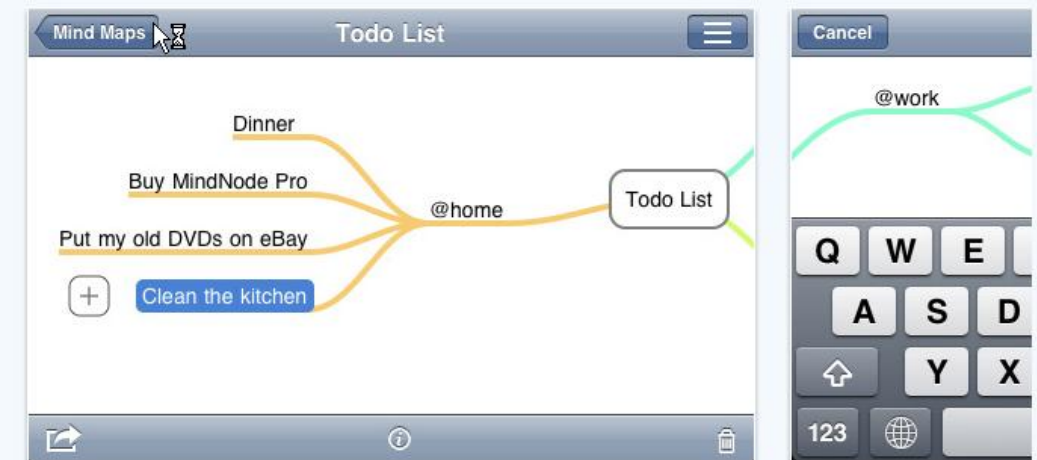 Mind Maps
Todo List
Dinner
Buy MindNode Pro
Put my old DVDs on eBay
Clean the kitchen
@home
Todo List
Cancel
@work
Q W E
A S D
Y X
123